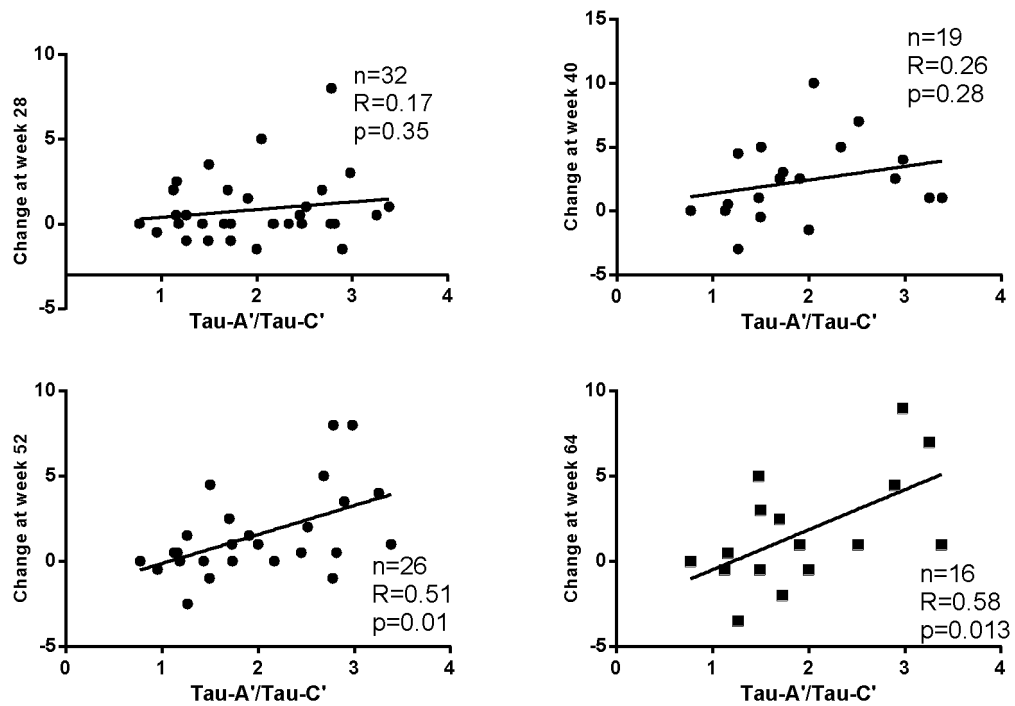 10
5
0
-5
Change at week 28
n=32
R=0.17
p=0.35
1 2 3 4
Tau-A'/Tau-C'
15
10
5
0
-5
Change at week 40
n=19
R=0.26
p=0.28
0 1 2 3 4
Tau-A'/Tau-C'
10
5
0
-5
Change at week 52
n=26
R=0.51
p=0.01
0 1 2 3 4
Tau-A'/Tau-C'
10
5
0
-5
Change at week 64
n=16
R=0.58
p=0.013
0 1 2 3 4
Tau-A'/Tau-C'